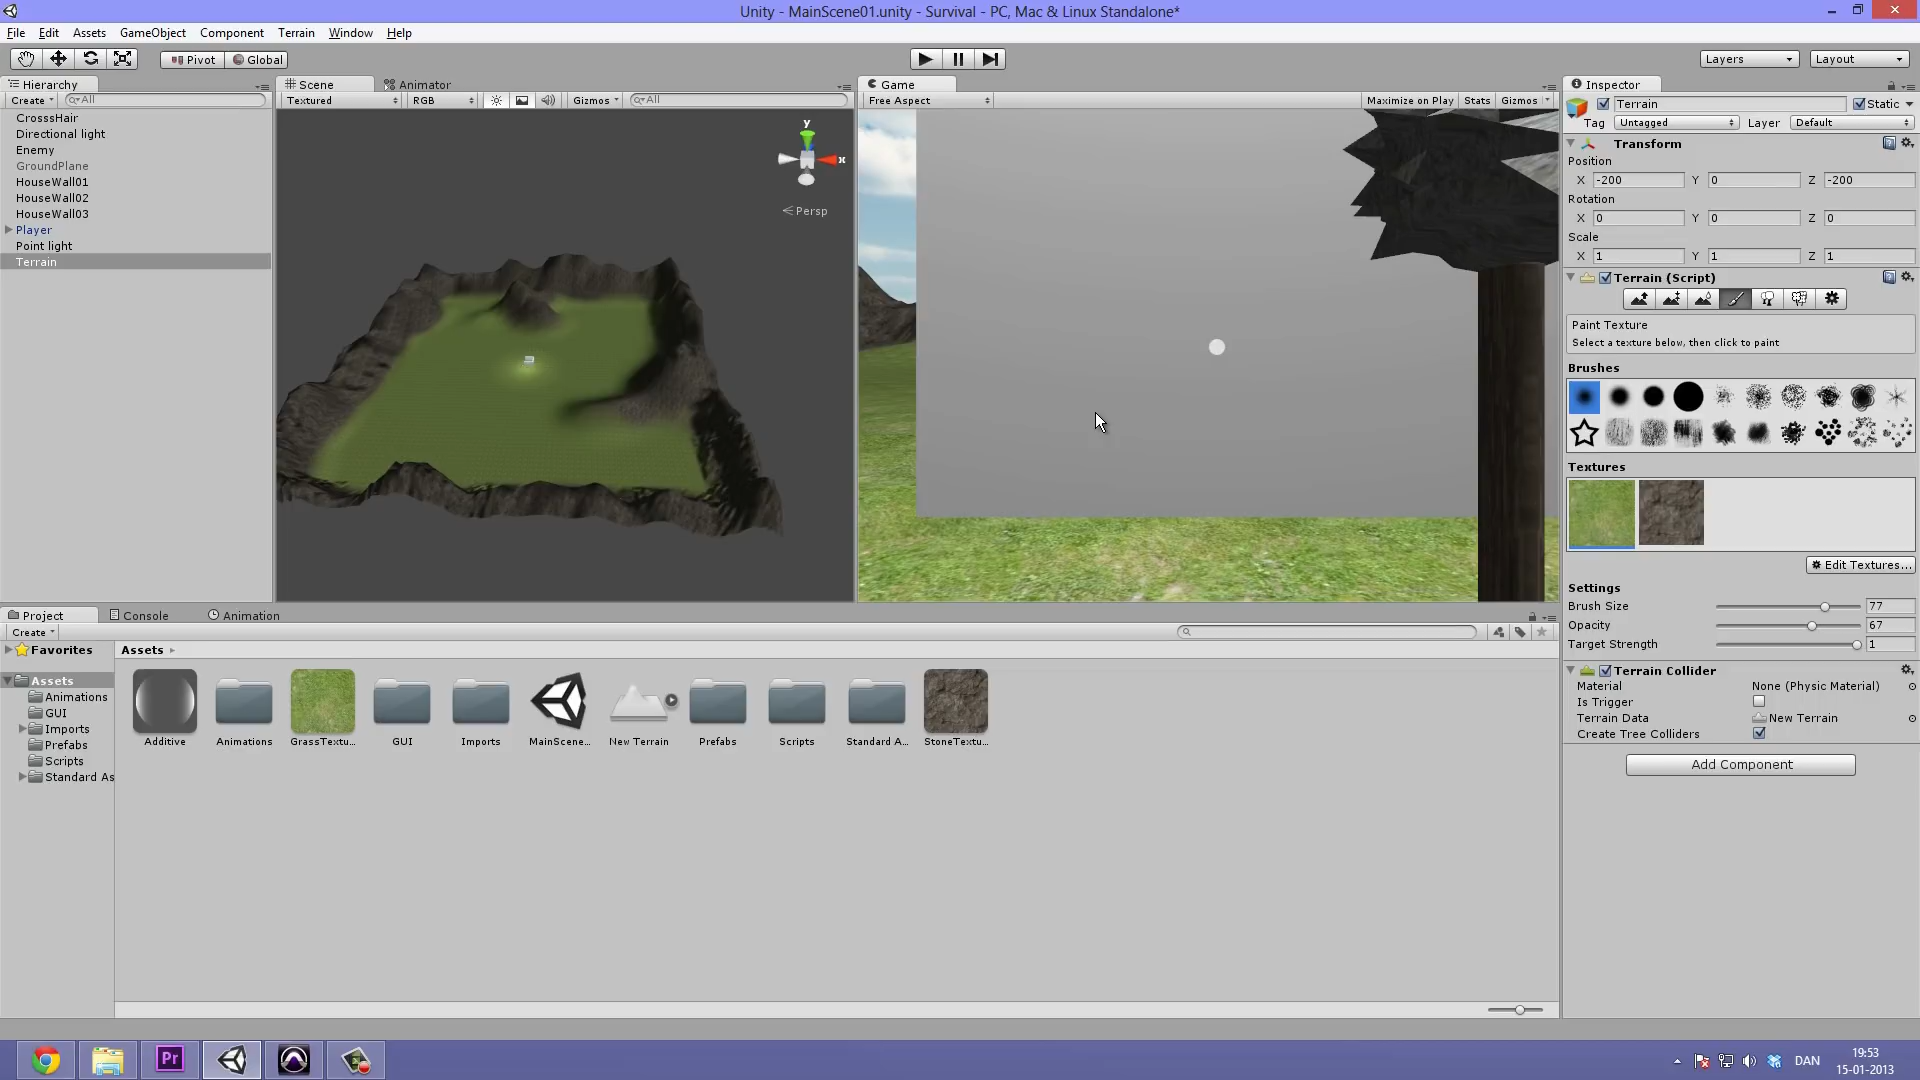 Unity - MainScene01.unity - Survival - PC, Mac & Linux Standalone*
File Edit Assets GameObject Component Terrain Window Help
Pivot Global Layers Layout
Hierarchy
Create All
CrosssHair
Directional light
Enemy
GroundPlane
HouseWall01
HouseWall02
HouseWall03
Player
Point light
Terrain
Scene Animator
Textured RGB Gizmos All
y
x
Persp
Game
Free Aspect Maximize on Play Stats Gizmos
Inspector
Terrain Static
Tag Untagged Layer Default
Transform
Position
X -200 Y 0 Z -200
Rotation
X 0 Y 0 Z 0
Scale
X 1 Y 1 Z 1
Terrain (Script)
Paint Texture
Select a texture below, then click to paint
Brushes
Textures
Edit Textures...
Settings
Brush Size 77
Opacity 67
Target Strength 1
Terrain Collider
Material None (Physic Material)
Is Trigger
Terrain Data New Terrain
Create Tree Colliders
Add Component
Project Console Animation
Create
Favorites
Assets
Animations
GUI
Imports
Prefabs
Scripts
Standard As
Assets
Additive Animations GrassTextu... GUI Imports MainScene... New Terrain Prefabs Scripts Standard A... StoneTextu...
Pr
DAN
19:53
15-01-2013